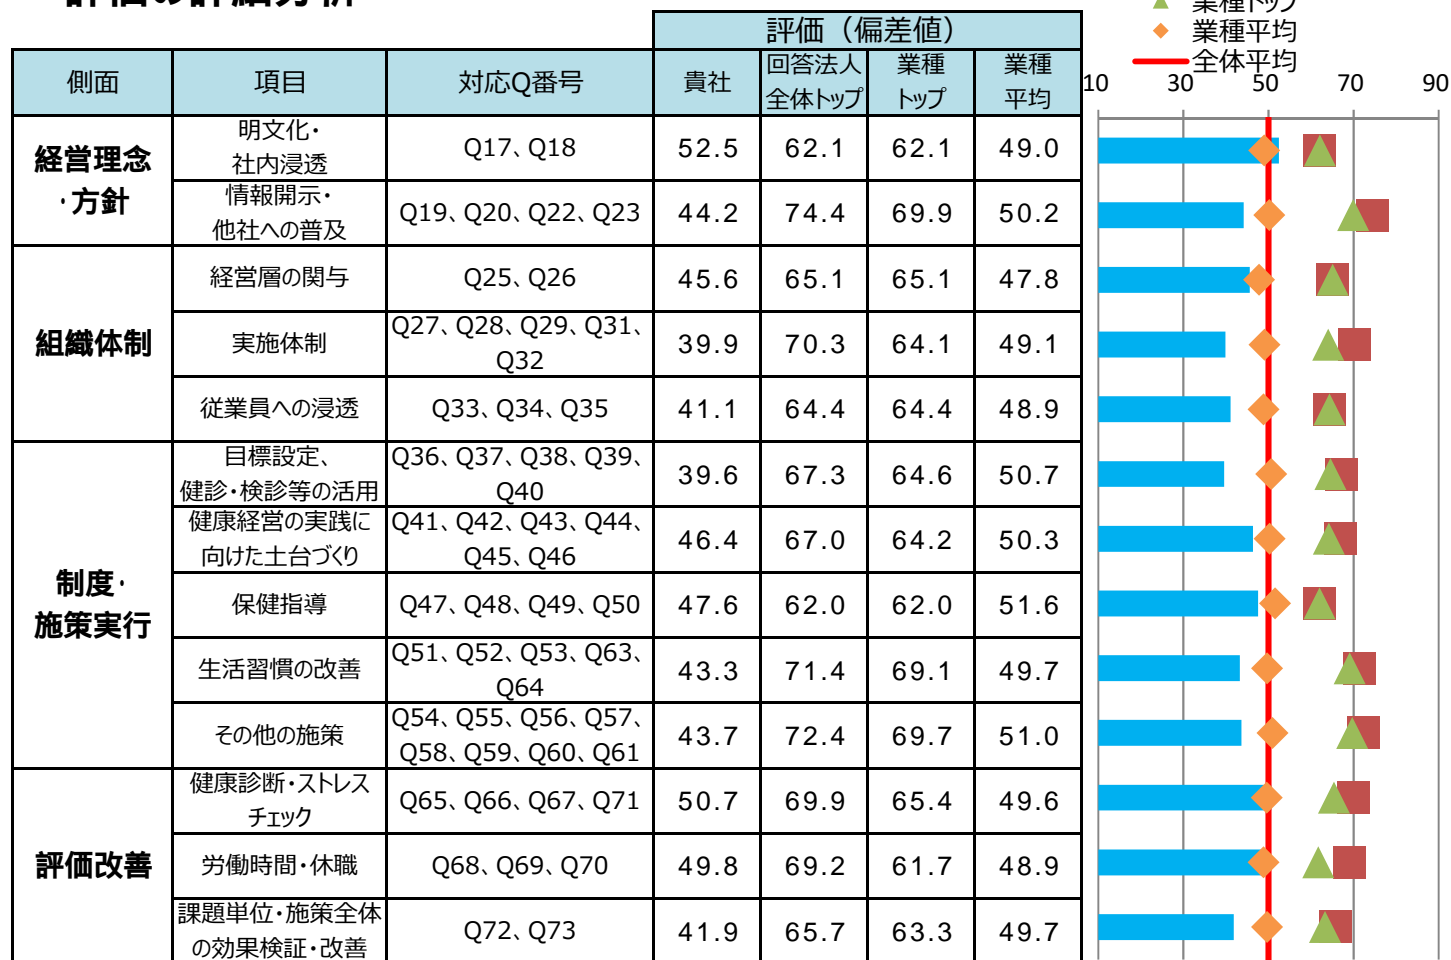 評価の詳細分析
業種トップ
業種平均
全体平均
評価（偏差値）
側面 項目 対応Q番号 貴社 回答法人全体トップ 業種トップ 業種平均
10 30 50 70 90
経営理念・方針
明文化・社内浸透 Q17、Q18 52.5 62.1 62.1 49.0
情報開示・他社への普及 Q19、Q20、Q22、Q23 44.2 74.4 69.9 50.2
組織体制
経営層の関与 Q25、Q26 45.6 65.1 65.1 47.8
実施体制 Q27、Q28、Q29、Q31、Q32 39.9 70.3 64.1 49.1
従業員への浸透 Q33、Q34、Q35 41.1 64.4 64.4 48.9
制度・施策実行
目標設定、健診・検診等の活用 Q36、Q37、Q38、Q39、Q40 39.6 67.3 64.6 50.7
健康経営の実践に向けた土台づくり Q41、Q42、Q43、Q44、Q45、Q46 46.4 67.0 64.2 50.3
保健指導 Q47、Q48、Q49、Q50 47.6 62.0 62.0 51.6
生活習慣の改善 Q51、Q52、Q53、Q63、Q64 43.3 71.4 69.1 49.7
その他の施策 Q54、Q55、Q56、Q57、Q58、Q59、Q60、Q61 43.7 72.4 69.7 51.0
評価改善
健康診断・ストレスチェック Q65、Q66、Q67、Q71 50.7 69.9 65.4 49.6
労働時間・休職 Q68、Q69、Q70 49.8 69.2 61.7 48.9
課題単位・施策全体の効果検証・改善 Q72、Q73 41.9 65.7 63.3 49.7